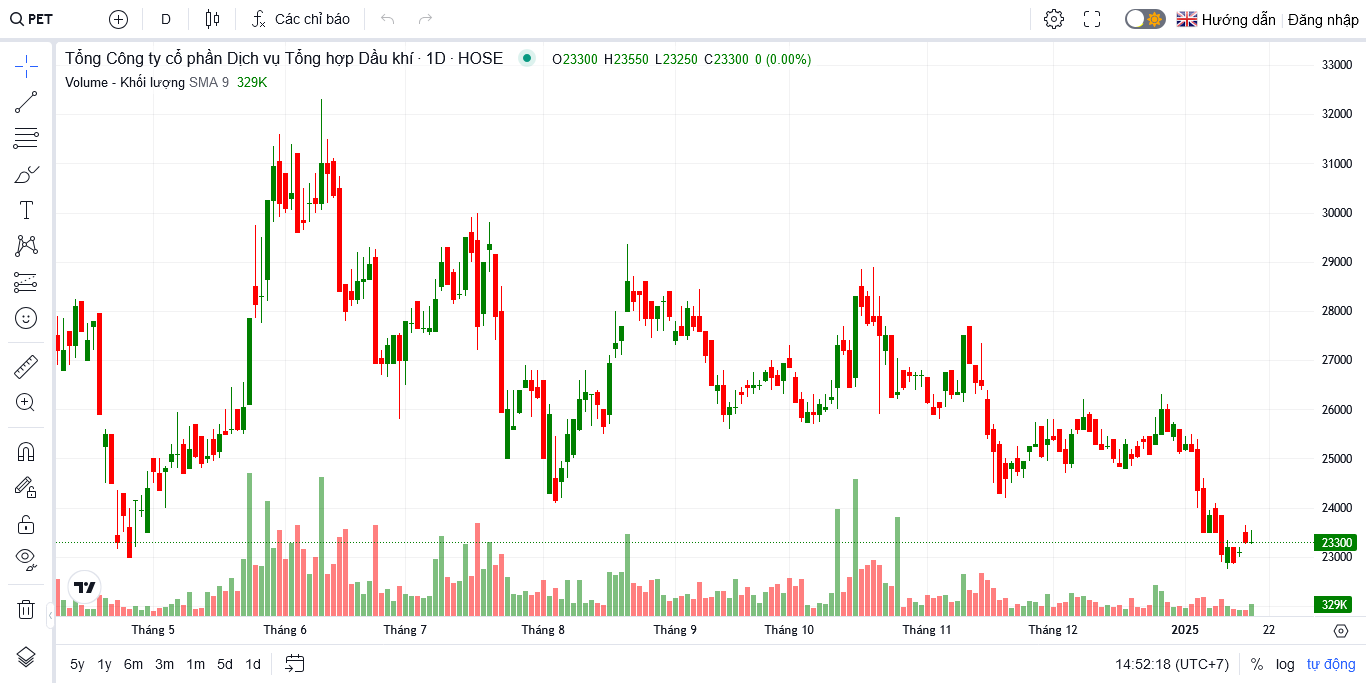 PET D Các chỉ báo Hướng dẫn Đăng nhập
Tổng Công ty cổ phần Dịch vụ Tổng hợp Dầu khí · 1D · HOSE O23300 H23550 L23250 C23300 0 (0.00%)
Volume - Khối lượng SMA 9 329K
33000
32000
31000
30000
29000
28000
27000
26000
25000
24000
23300
23000
329K
Tháng 5 Tháng 6 Tháng 7 Tháng 8 Tháng 9 Tháng 10 Tháng 11 Tháng 12 2025 22
5y 1y 6m 3m 1m 5d 1d 14:52:18 (UTC+7) % log tự động